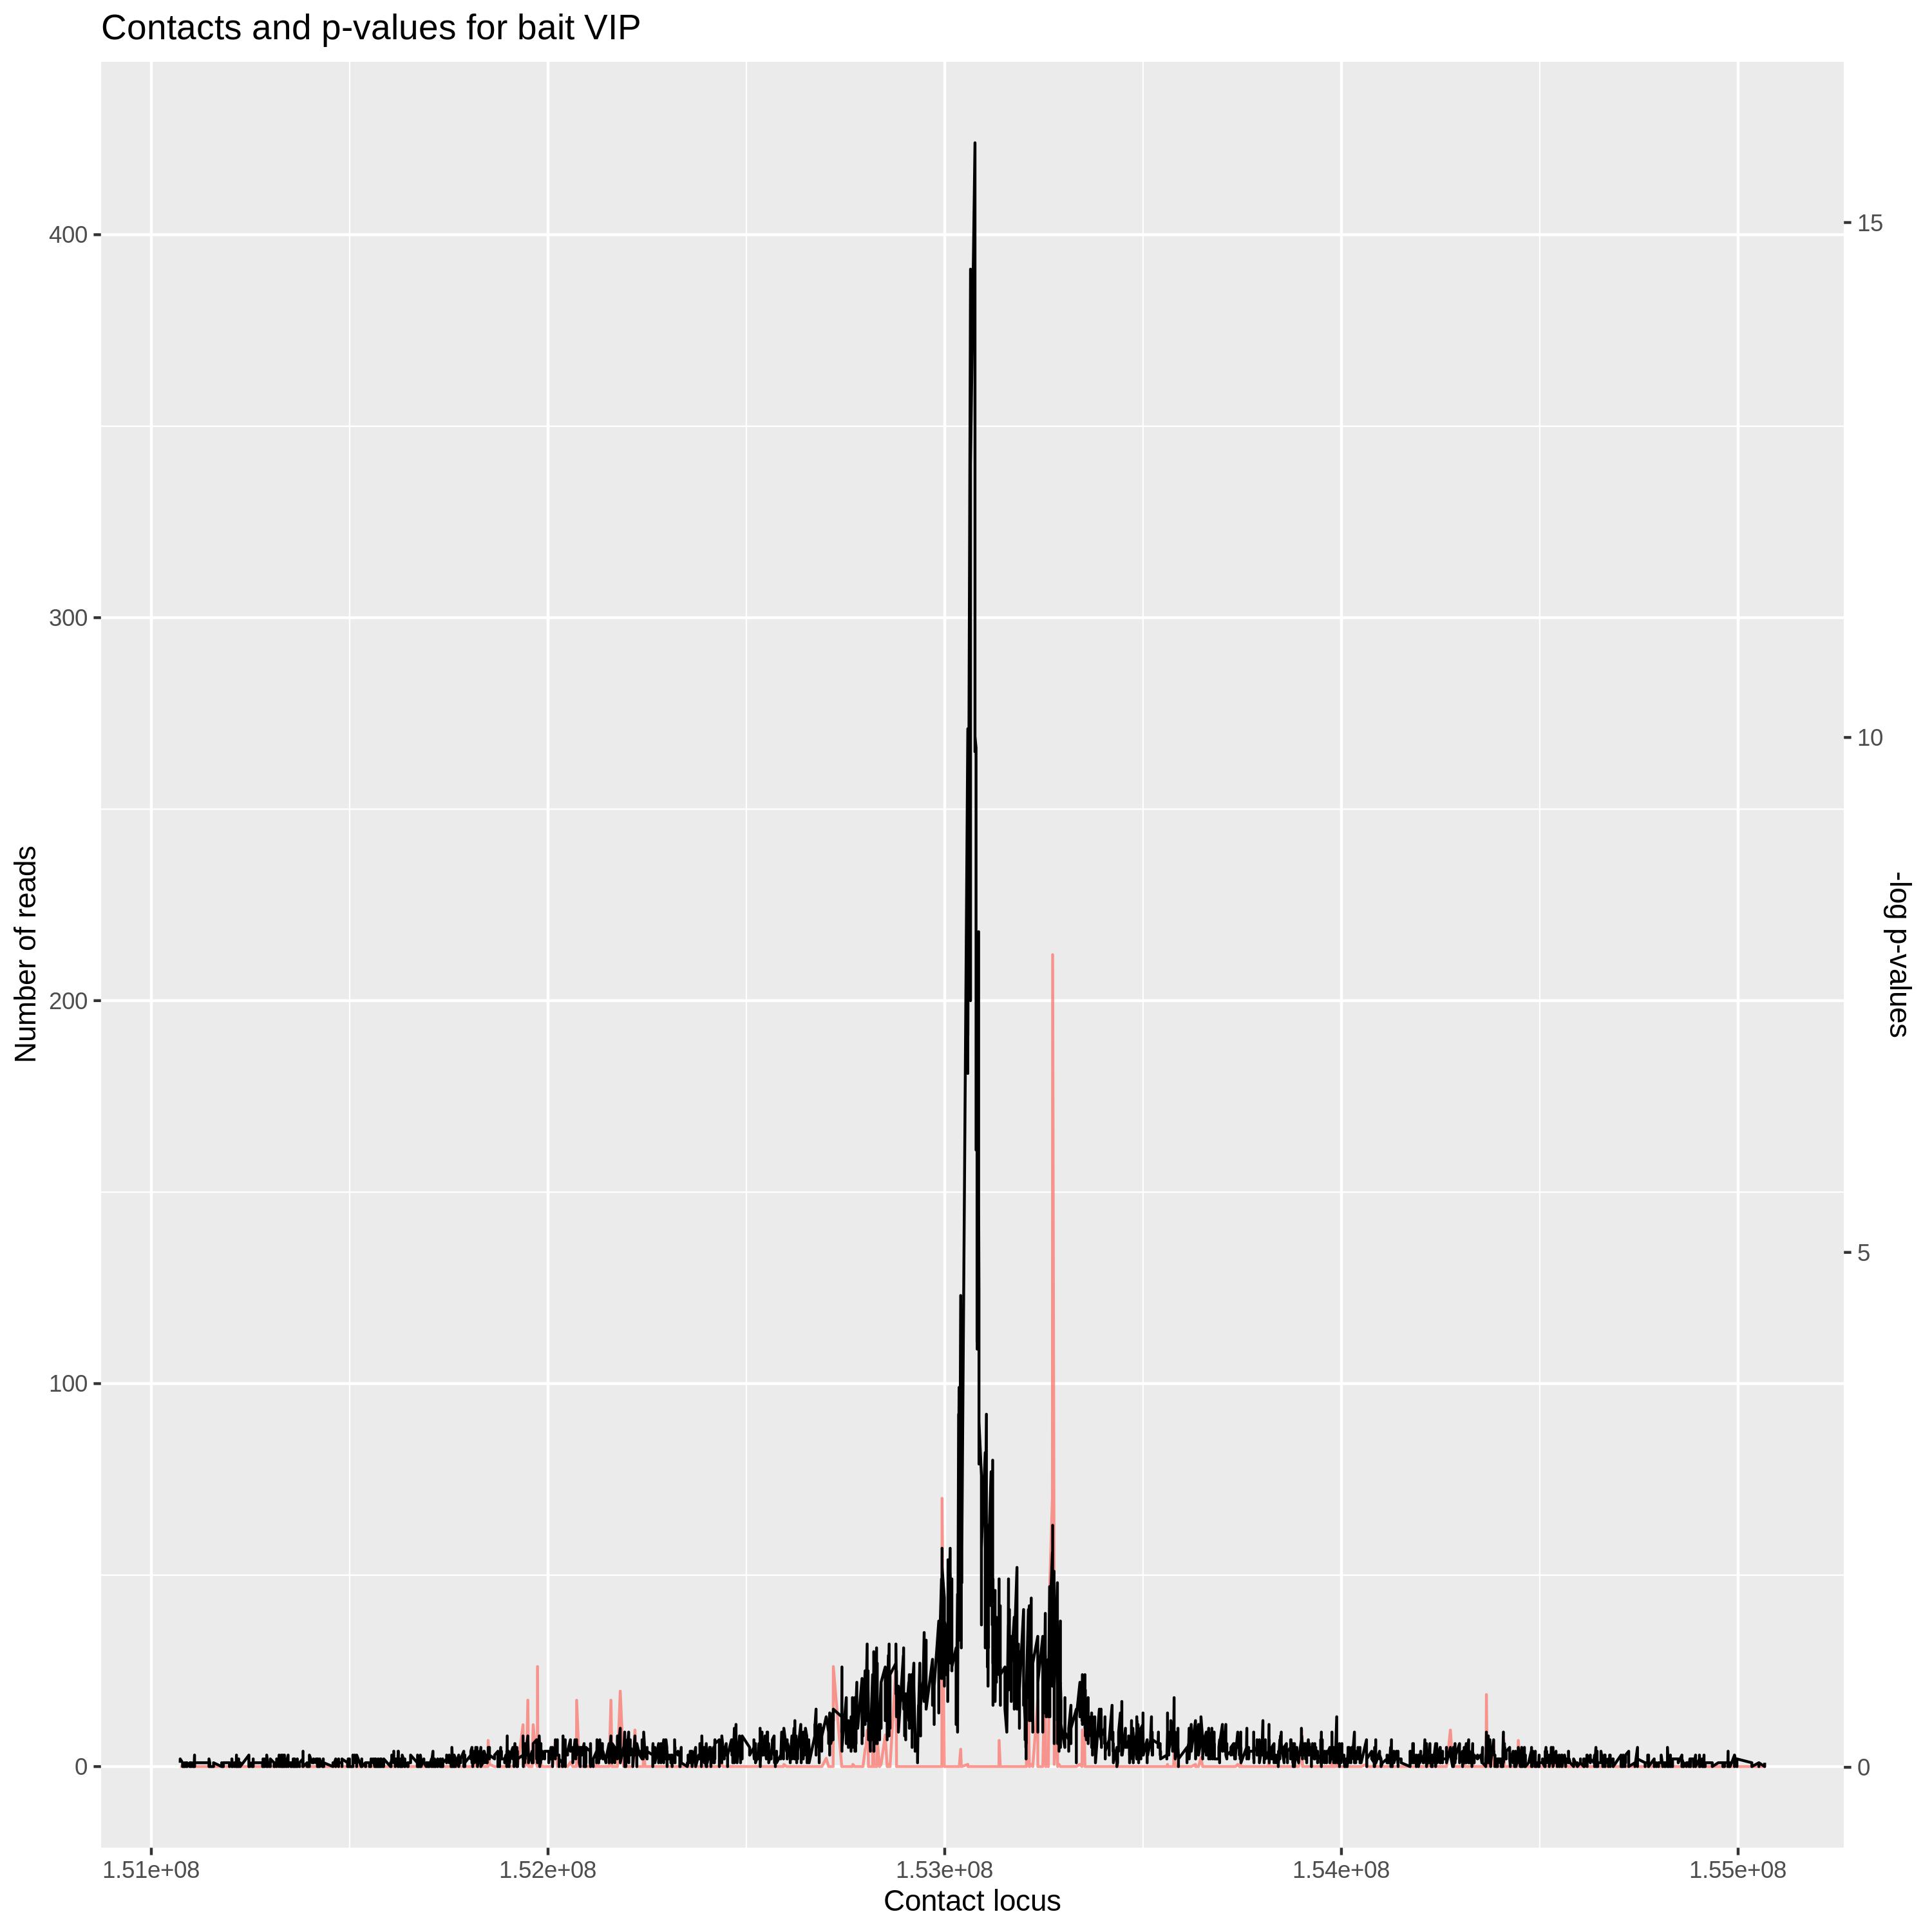 Contacts and p-values for bait VIP
400
300
200
100
0
Number of reads
15
10
5
0
-log p-values
1.51e+08
1.52e+08
1.53e+08
1.54e+08
1.55e+08
Contact locus